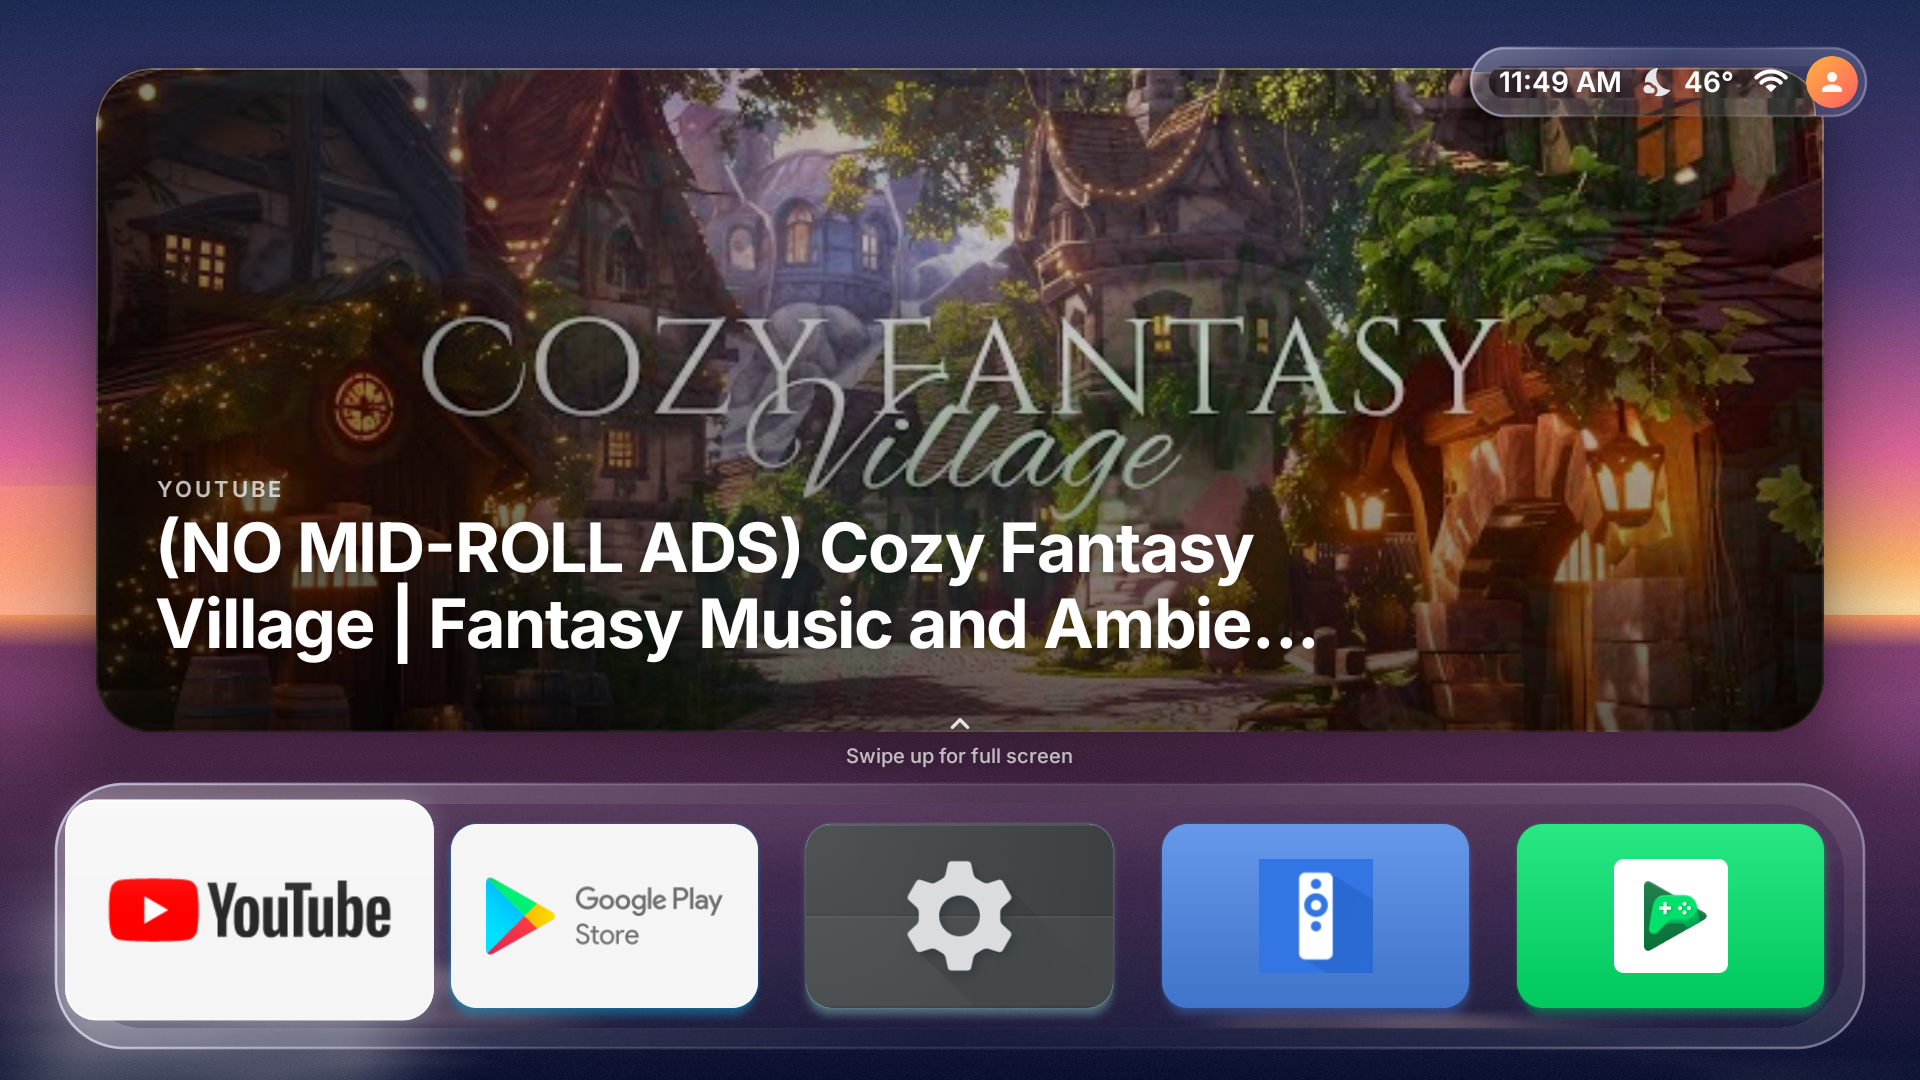 11:49 AM 46°
COZY FANTASY
Village
YOUTUBE
(NO MID-ROLL ADS) Cozy Fantasy
Village | Fantasy Music and Ambie...
Swipe up for full screen
YouTube
Google Play
Store